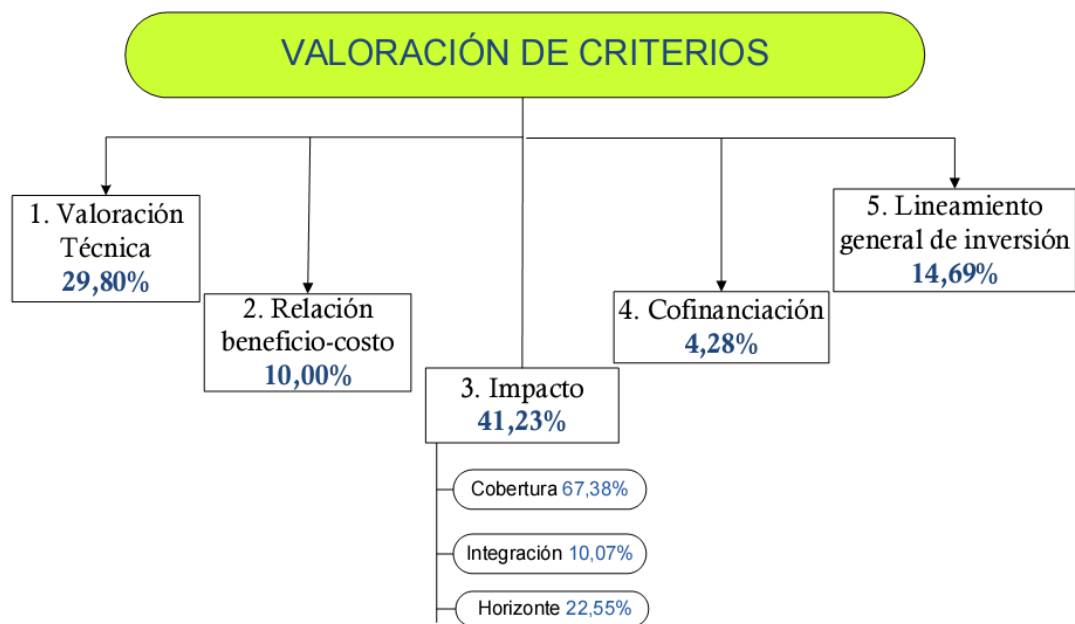 VALORACIÓN DE CRITERIOS
1. Valoración
Técnica
29,80%
2. Relación
beneficio-costo
10,00%
3. Impacto
41,23%
Cobertura 67,38%
Integración 10,07%
Horizonte 22,55%
4. Cofinanciación
4,28%
5. Lineamiento
general de inversión
14,69%